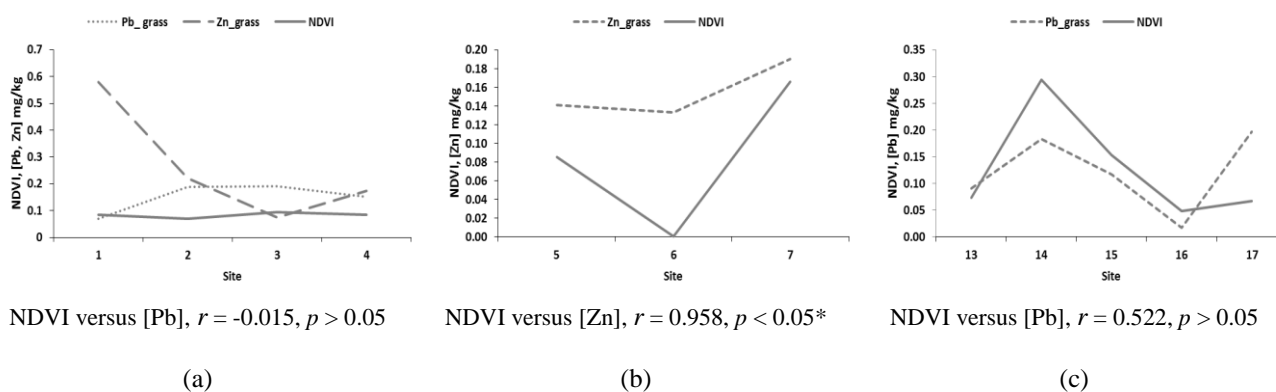 Pb_ grass Zn_grass NDVI
NDVI, [Pb, Zn] mg/kg
0.7
0.6
0.5
0.4
0.3
0.2
0.1
0
1 2 3 4
Site
NDVI versus [Pb], r = -0.015, p > 0.05
(a)
Zn_grass NDVI
NDVI, [Zn] mg/kg
0.20
0.18
0.16
0.14
0.12
0.10
0.08
0.06
0.04
0.02
0.00
5 6 7
Site
NDVI versus [Zn], r = 0.958, p < 0.05*
(b)
Pb_grass NDVI
NDVI, [Pb] mg/kg
0.35
0.30
0.25
0.20
0.15
0.10
0.05
0.00
13 14 15 16 17
Site
NDVI versus [Pb], r = 0.522, p > 0.05
(c)